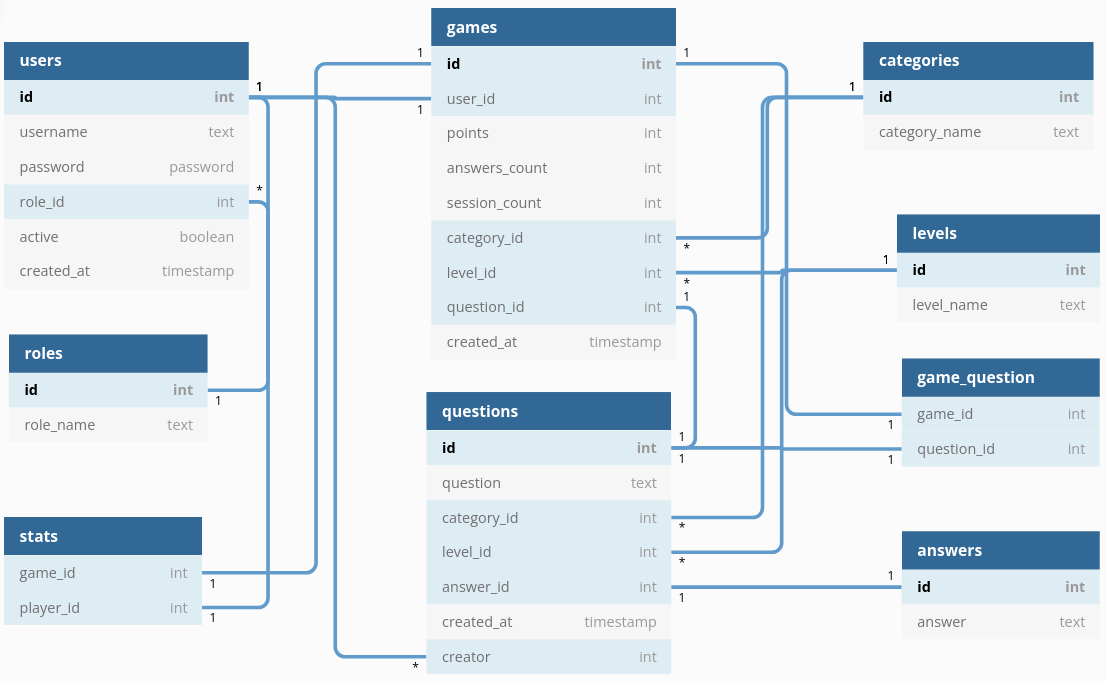 users
id int
username text
password password
role_id int
active boolean
created_at timestamp
1
*
roles
id int
role_name text
1
stats
game_id int
player_id int
1
1
games
id int
user_id int
points int
answers_count int
session_count int
category_id int
level_id int
question_id int
created_at timestamp
1
1
1
*
*
1
questions
id int
question text
category_id int
level_id int
answer_id int
created_at timestamp
creator int
1
1
*
*
1
*
categories
id int
category_name text
1
levels
id int
level_name text
1
game_question
game_id int
question_id int
1
1
answers
id int
answer text
1